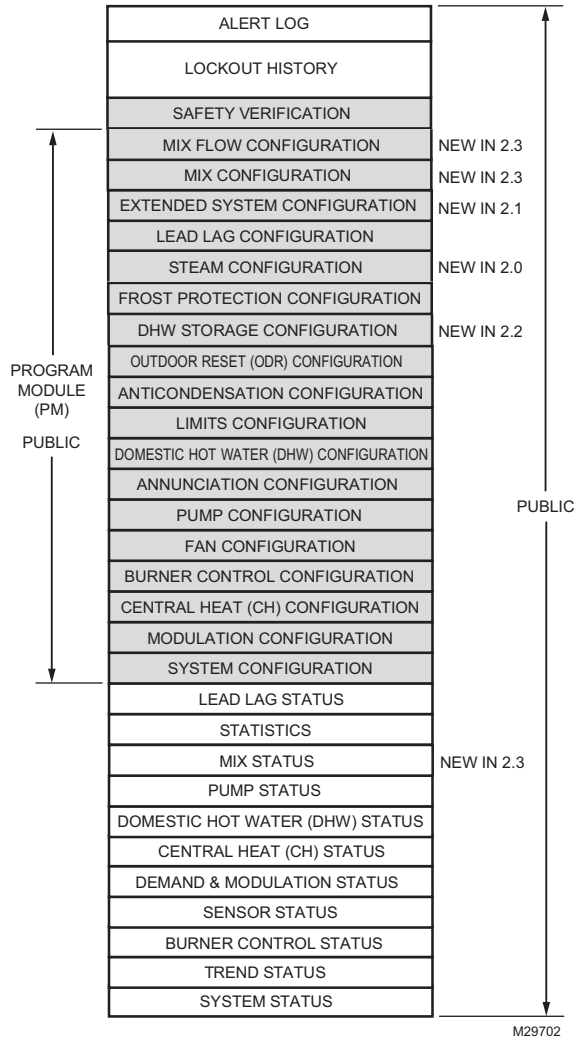 ALERT LOG
LOCKOUT HISTORY
SAFETY VERIFICATION
MIX FLOW CONFIGURATION NEW IN 2.3
MIX CONFIGURATION NEW IN 2.3
EXTENDED SYSTEM CONFIGURATION NEW IN 2.1
LEAD LAG CONFIGURATION
STEAM CONFIGURATION NEW IN 2.0
FROST PROTECTION CONFIGURATION
DHW STORAGE CONFIGURATION NEW IN 2.2
OUTDOOR RESET (ODR) CONFIGURATION
ANTICONDENSATION CONFIGURATION
LIMITS CONFIGURATION
DOMESTIC HOT WATER (DHW) CONFIGURATION
ANNUNCIATION CONFIGURATION
PUMP CONFIGURATION
FAN CONFIGURATION
BURNER CONTROL CONFIGURATION
CENTRAL HEAT (CH) CONFIGURATION
MODULATION CONFIGURATION
SYSTEM CONFIGURATION
LEAD LAG STATUS
STATISTICS
MIX STATUS NEW IN 2.3
PUMP STATUS
DOMESTIC HOT WATER (DHW) STATUS
CENTRAL HEAT (CH) STATUS
DEMAND & MODULATION STATUS
SENSOR STATUS
BURNER CONTROL STATUS
TREND STATUS
SYSTEM STATUS
PROGRAM
MODULE
(PM)
PUBLIC
PUBLIC
M29702